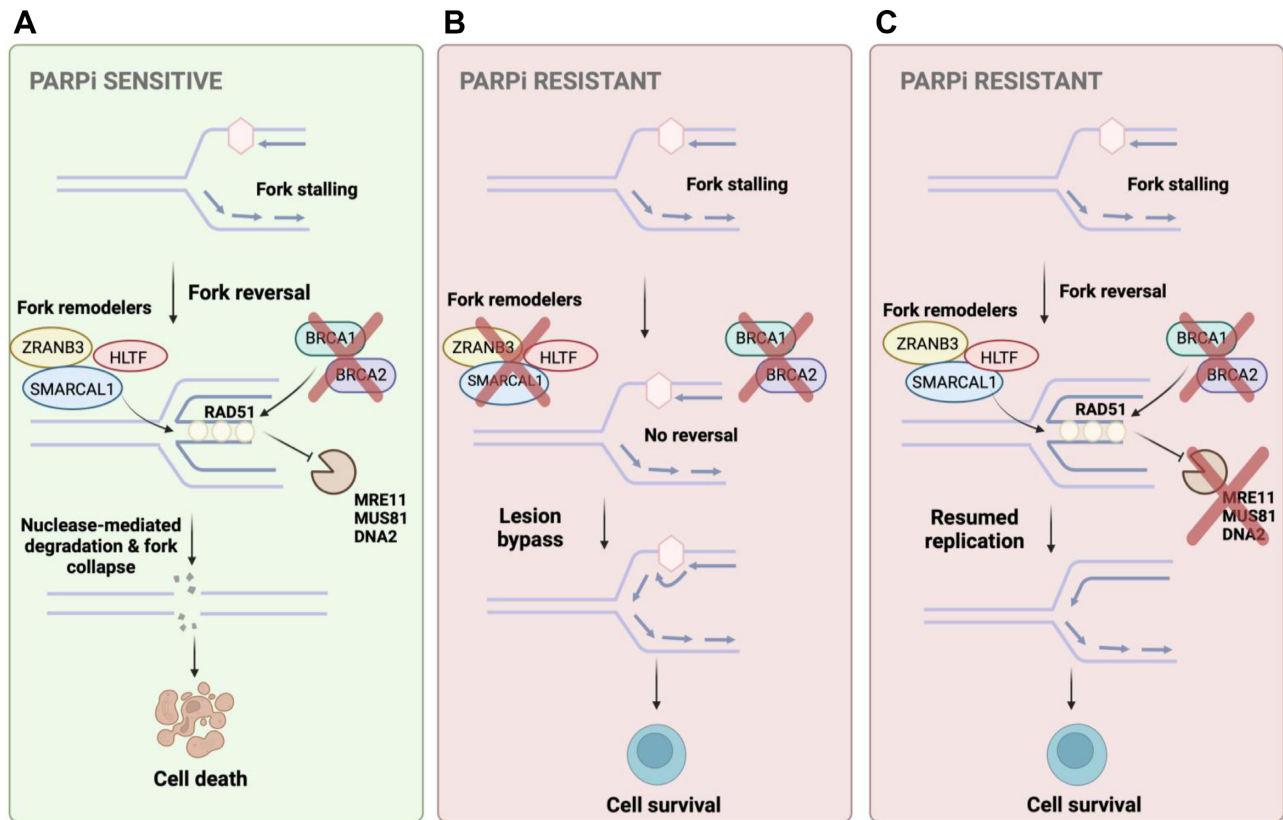 A
PARPi SENSITIVE
Fork stalling
Fork reversal
Fork remodelers
ZRANB3
HLTF
SMARCAL1
BRCA1
BRCA2
RAD51
MRE11
MUS81
DNA2
Nuclease-mediated
degradation & fork
collapse
Cell death
B
PARPi RESISTANT
Fork stalling
Fork remodelers
ZRANB3
HLTF
SMARCAL1
BRCA1
BRCA2
No reversal
Lesion
bypass
Cell survival
C
PARPi RESISTANT
Fork stalling
Fork reversal
Fork remodelers
ZRANB3
HLTF
SMARCAL1
BRCA1
BRCA2
RAD51
MRE11
MUS81
DNA2
Resumed
replication
Cell survival